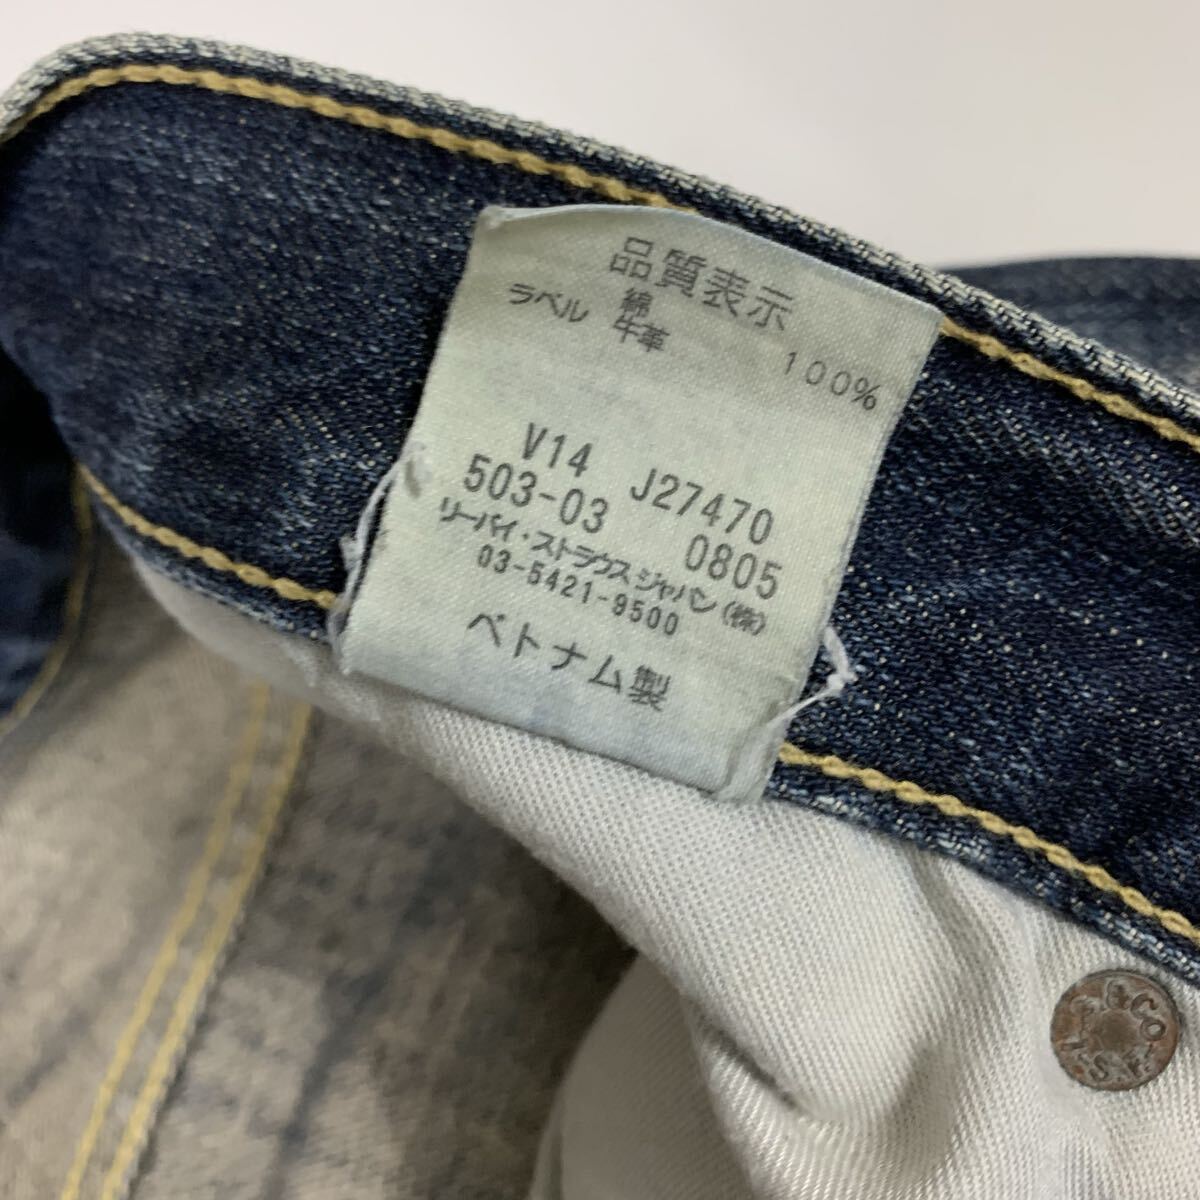 品質表示
綿 100%
ラベル 牛革
V14 J27470
503-03 0805
リーバイ・ストラウス ジャパン(株)
03-5421-9500
ベトナム製
L.S.&CO. S.F.